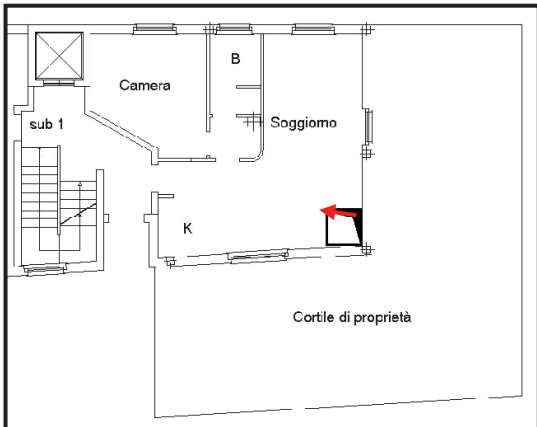 B
Camera
sub 1
Soggiorno
K
Cortile di proprietà